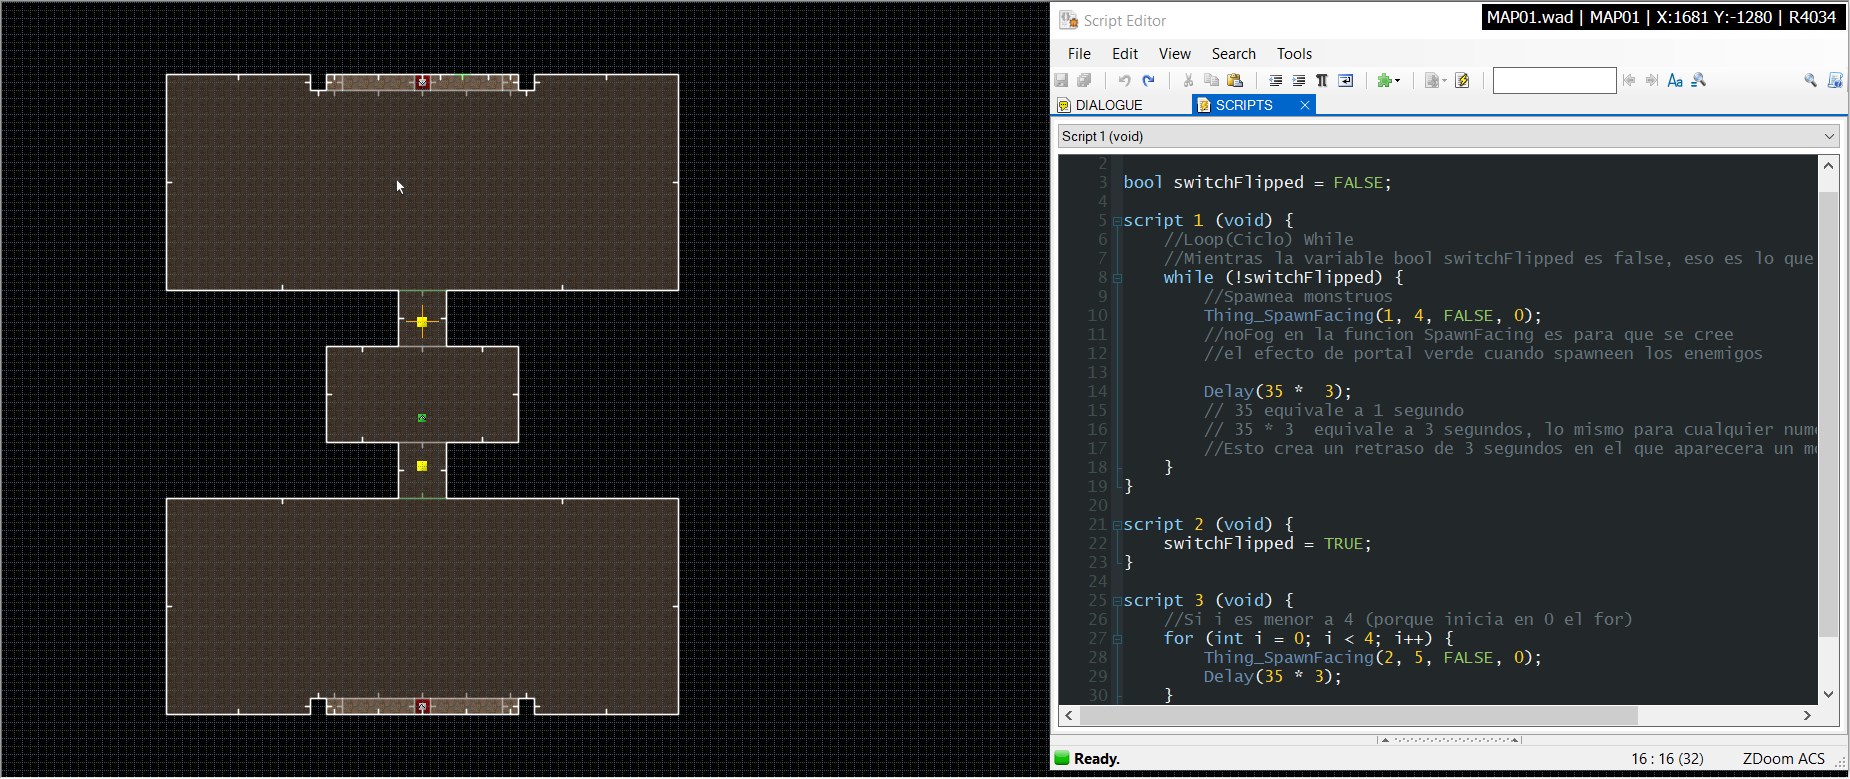 Script Editor
MAP01.wad | MAP01 | X:1681 Y:-1280 | R4034
File Edit View Search Tools
Aa
DIALOGUE SCRIPTS
Script 1 (void)
2
3 bool switchFlipped = FALSE;
4
5 script 1 (void) {
6 //Loop(Ciclo) While
7 //Mientras la variable bool switchFlipped es false, eso es lo que
8 while (!switchFlipped) {
9 //Spawnea monstruos
10 Thing_SpawnFacing(1, 4, FALSE, 0);
11 //noFog en la funcion SpawnFacing es para que se cree
12 //el efecto de portal verde cuando spawneen los enemigos
13
14 Delay(35 *  3);
15 // 35 equivale a 1 segundo
16 // 35 * 3  equivale a 3 segundos, lo mismo para cualquier num
17 //Esto crea un retraso de 3 segundos en el que aparecera un m
18 }
19 }
20
21 script 2 (void) {
22 switchFlipped = TRUE;
23 }
24
25 script 3 (void) {
26 //Si i es menor a 4 (porque inicia en 0 el for)
27 for (int i = 0; i < 4; i++) {
28 Thing_SpawnFacing(2, 5, FALSE, 0);
29 Delay(35 * 3);
30 }
Ready. 16 : 16 (32) ZDoom ACS